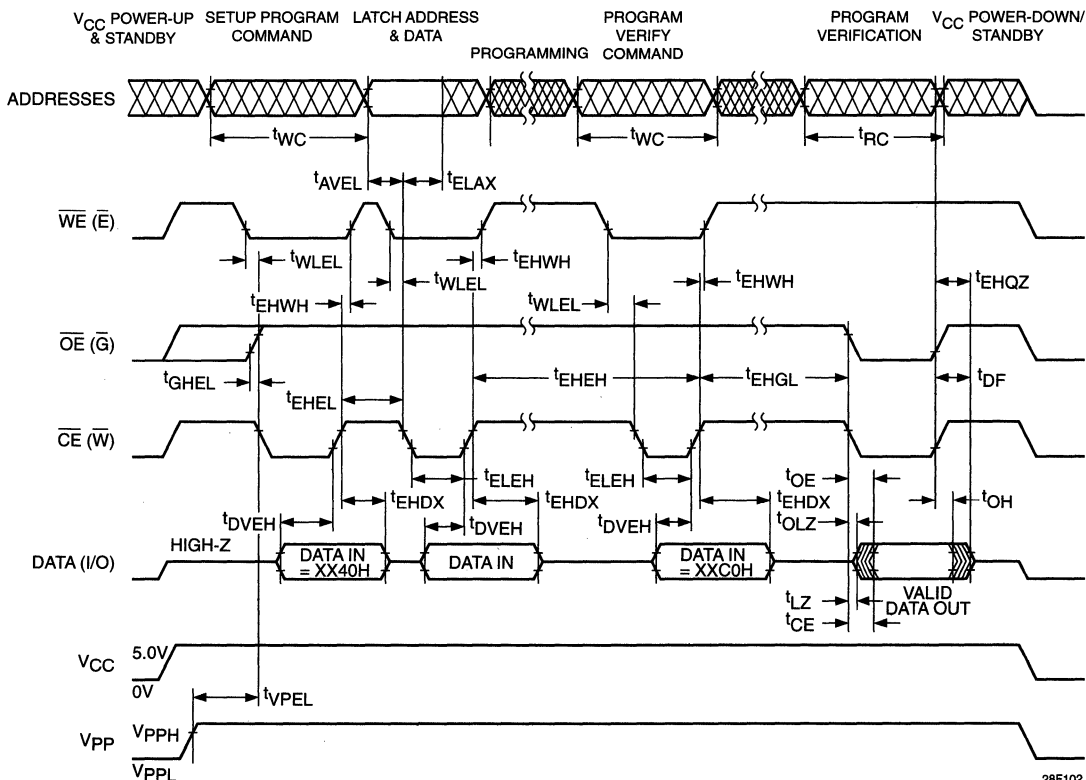 VCC POWER-UP
& STANDBY
SETUP PROGRAM
COMMAND
LATCH ADDRESS
& DATA
PROGRAMMING
PROGRAM
VERIFY
COMMAND
PROGRAM
VERIFICATION
VCC POWER-DOWN/
STANDBY
ADDRESSES
tWC
tWC
tRC
tAVEL
tELAX
W̅E̅ (E̅)
tWLEL
tEHWH
tWLEL
tEHWH
tWLEL
tEHWH
tEHQZ
O̅E̅ (G̅)
tGHEL
tEHEL
tEHEH
tEHGL
tDF
C̅E̅ (W̅)
tELEH
tELEH
tOE
tEHDX
tEHDX
tEHDX
tOH
tDVEH
tDVEH
tDVEH
tOLZ
DATA (I/O)
HIGH-Z
DATA IN
= XX40H
DATA IN
DATA IN
= XXC0H
VALID
DATA OUT
tLZ
tCE
VCC
5.0V
0V
tVPEL
VPP
VPPH
VPPL